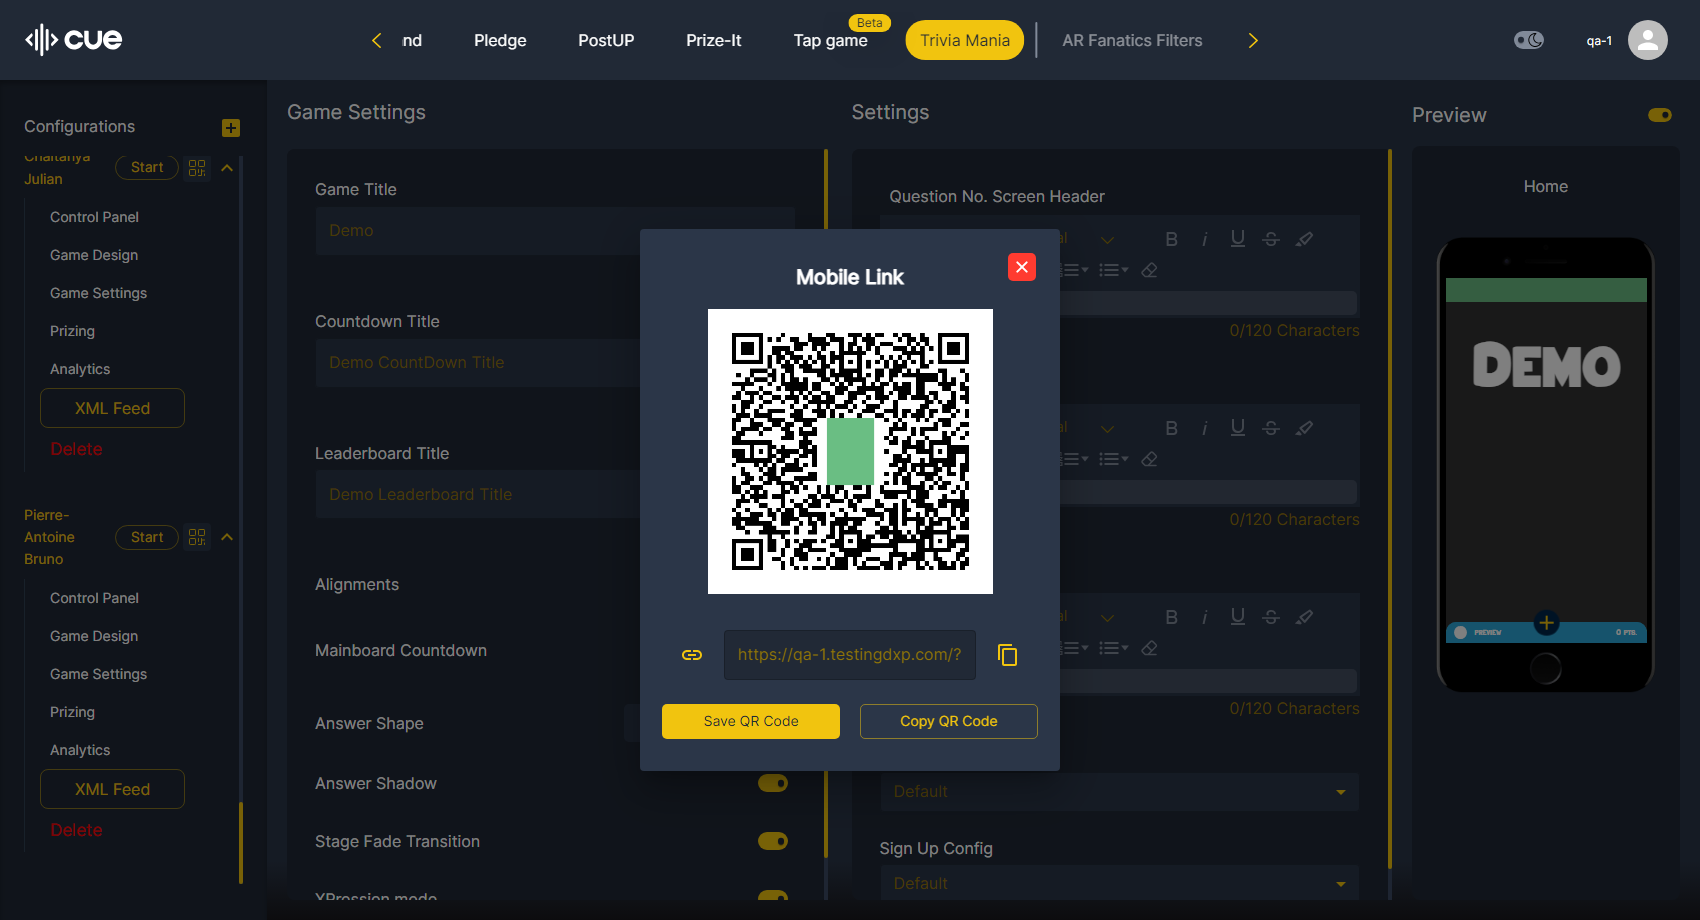 cue
nd
Pledge
PostUP
Prize-It
Tap game
Beta
Trivia Mania
AR Fanatics Filters
qa-1
Configurations
Chaitanya
Julian
Start
Control Panel
Game Design
Game Settings
Prizing
Analytics
XML Feed
Delete
Pierre-
Antoine
Bruno
Start
Control Panel
Game Design
Game Settings
Prizing
Analytics
XML Feed
Delete
Game Settings
Game Title
Demo
Countdown Title
Demo CountDown Title
Leaderboard Title
Demo Leaderboard Title
Alignments
Mainboard Countdown
Answer Shape
Answer Shadow
Stage Fade Transition
XPression mode
Mobile Link
https://qa-1.testingdxp.com/?
Save QR Code
Copy QR Code
Settings
Question No. Screen Header
al
B i U S
0/120 Characters
al
B i U S
0/120 Characters
al
B i U S
0/120 Characters
Default
Sign Up Config
Default
Preview
Home
DEMO
PREVIEW
0 PTS.